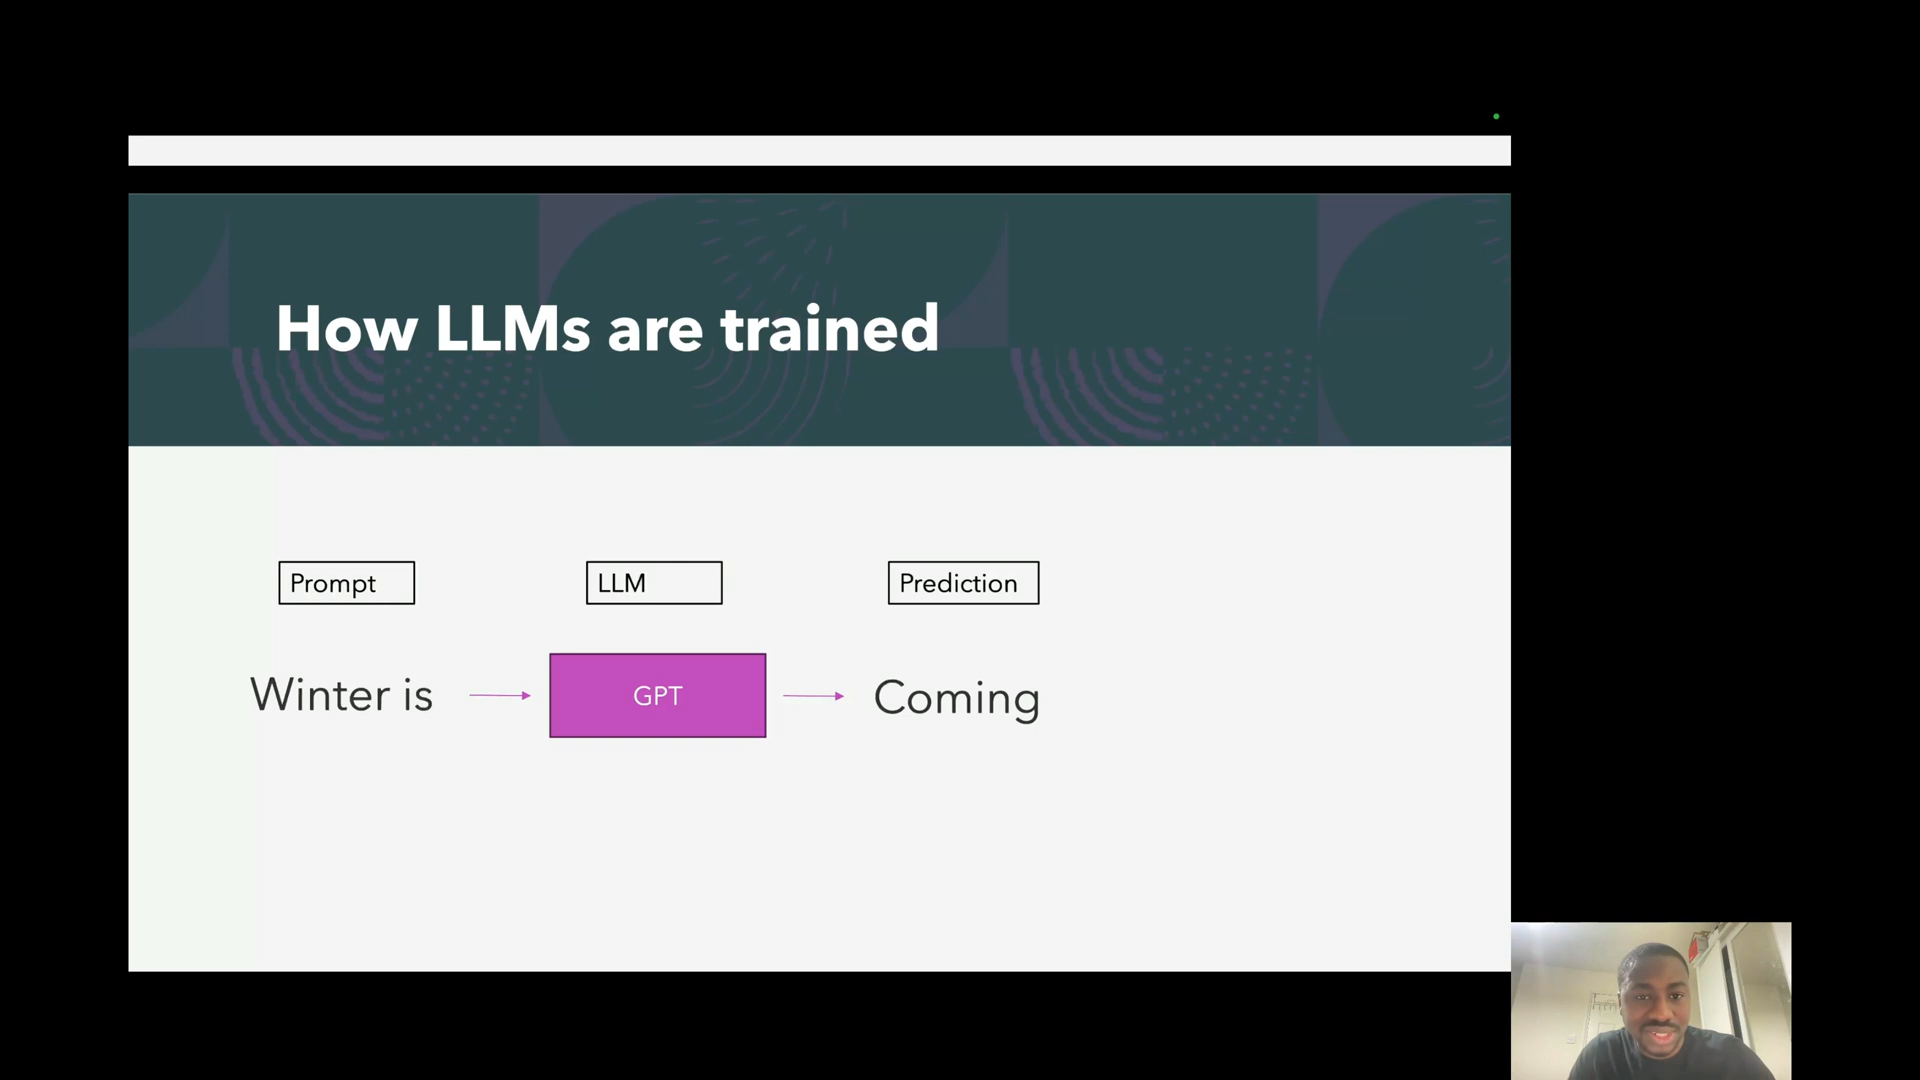 How LLMs are trained
Prompt
LLM
Prediction
Winter is
GPT
Coming